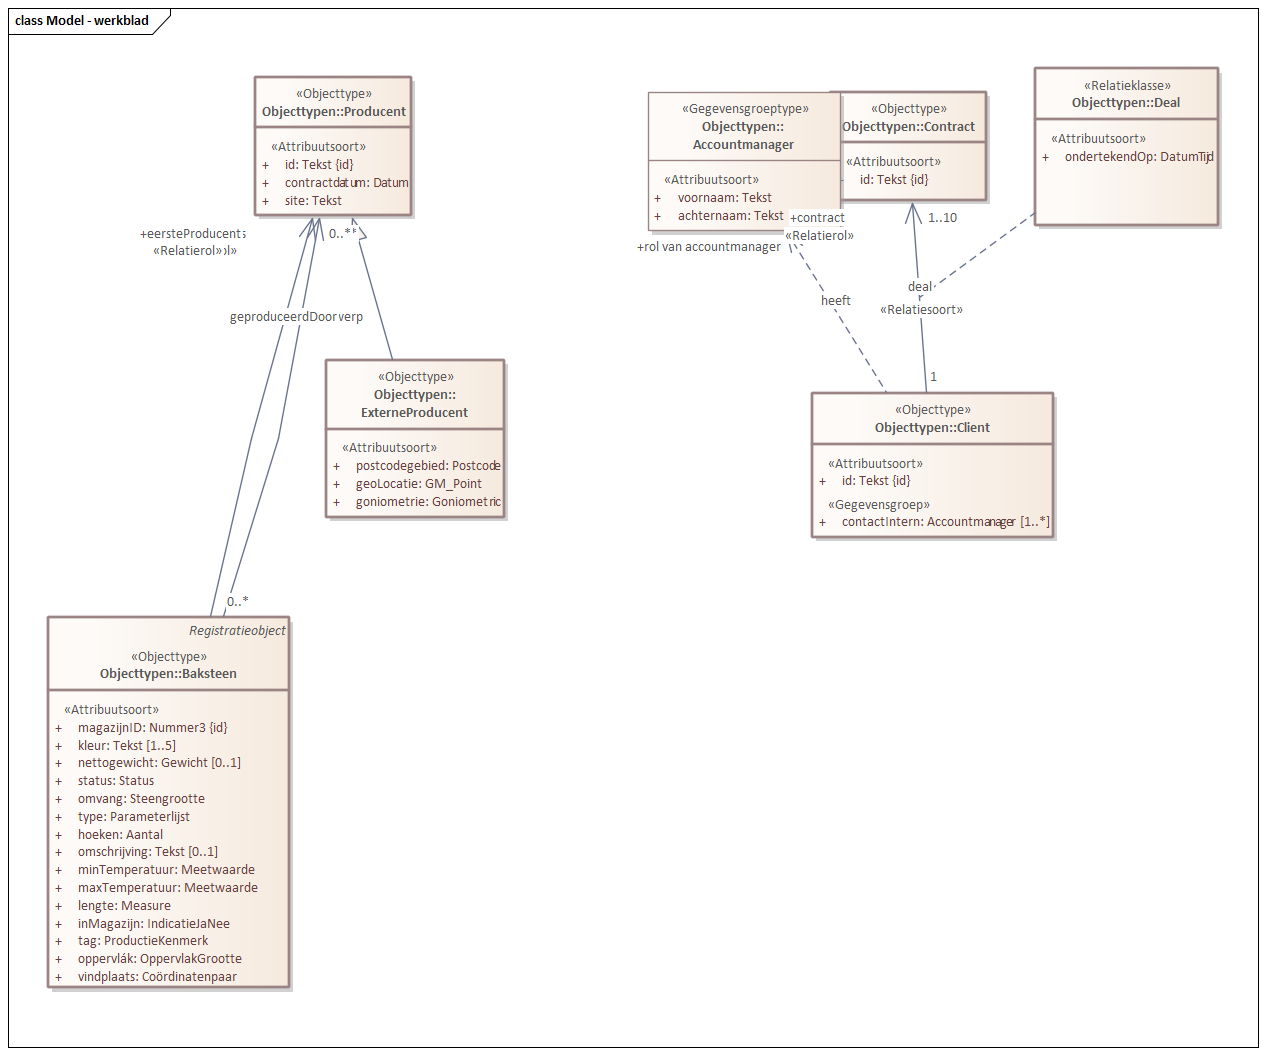 class Model - werkblad
«Objecttype»
Objecttypen::Producent
«Attribuutsoort»
+ id: Tekst {id}
+ contractdatum: Datum
+ site: Tekst
+eersteProducent
«Relatierol»
0..*
geproduceerdDoor
«Objecttype»
Objecttypen::
ExterneProducent
«Attribuutsoort»
+ postcodegebied: Postcode
+ geoLocatie: GM_Point
+ goniometrie: Goniometric
0..*
Registratieobject
«Objecttype»
Objecttypen::Baksteen
«Attribuutsoort»
+ magazijnID: Nummer3 {id}
+ kleur: Tekst [1..5]
+ nettogewicht: Gewicht [0..1]
+ status: Status
+ omvang: Steengrootte
+ type: Parameterlijst
+ hoeken: Aantal
+ omschrijving: Tekst [0..1]
+ minTemperatuur: Meetwaarde
+ maxTemperatuur: Meetwaarde
+ lengte: Measure
+ inMagazijn: IndicatieJaNee
+ tag: ProductieKenmerk
+ oppervlák: OppervlakGrootte
+ vindplaats: Coördinatenpaar
«Gegevensgroeptype»
Objecttypen::
Accountmanager
«Attribuutsoort»
+ voornaam: Tekst
+ achternaam: Tekst
+rol van accountmanager
«Objecttype»
Objecttypen::Contract
«Attribuutsoort»
id: Tekst {id}
+contract
«Relatierol»
1..10
«Relatieklasse»
Objecttypen::Deal
«Attribuutsoort»
+ ondertekendOp: DatumTijd
heeft
deal
«Relatiesoort»
1
«Objecttype»
Objecttypen::Client
«Attribuutsoort»
+ id: Tekst {id}
«Gegevensgroep»
+ contactIntern: Accountmanager [1..*]